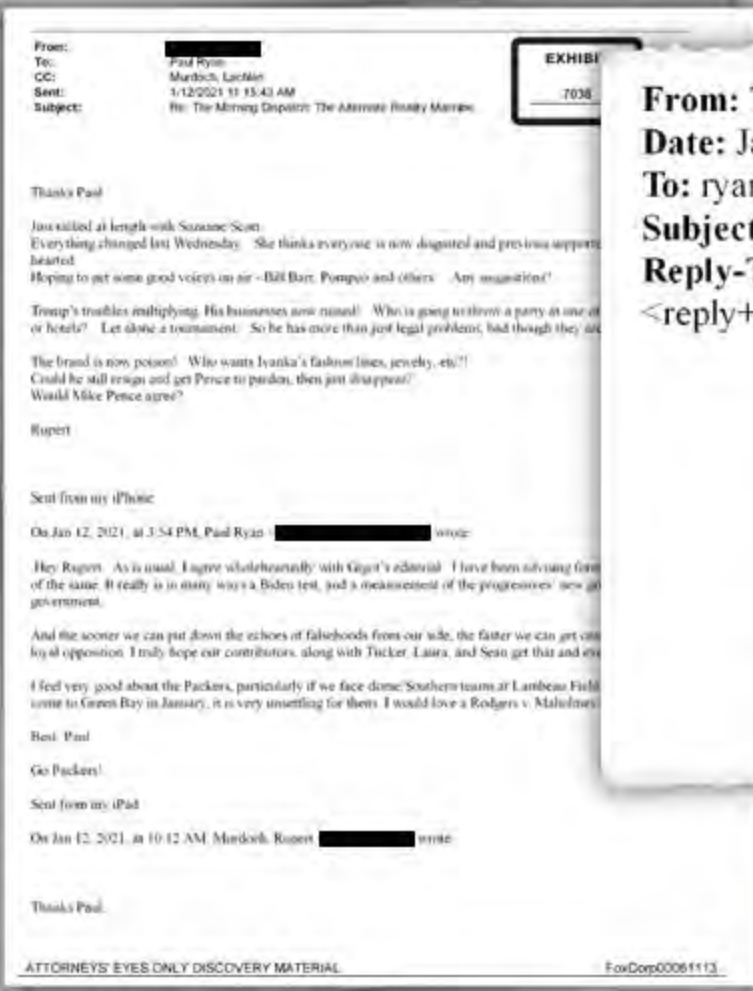 From:
To: Paul Ryan
CC: Murdoch, Lachlan
Sent: 1/12/2021 11:15:43 AM
Subject: Re: The Morning Dispatch: The Alternate Reality Machine
EXHIBI
7038
Thanks Paul
Just talked at length with Suzanne Scott.
Everything changed last Wednesday. She thinks everyone is now disgusted and previous supporte
hearted.
Hoping to get some good voices on air - Bill Barr, Pompeo and others. Any suggestions?
Trump's troubles multiplying. His businesses now ruined! Who is going to throw a party in one of
or hotels? Let alone a tournament. So he has more than just legal problems, bad though they are
The brand is now poison! Who wants Ivanka's fashion lines, jewelry, etc?!
Could he still resign and get Pence to pardon, then just disappear?
Would Mike Pence agree?
Rupert
Sent from my iPhone
On Jan 12, 2021, at 3:54 PM, Paul Ryan wrote:
Hey Rupert. As is usual, I agree wholeheartedly with Gigot's editorial. I have been advising
of the same. It really is in many ways a Biden test, and a measurement of the progressives' new
government.
And the sooner we can put down the echoes of falsehoods from our side, the faster we can get
loyal opposition. I truly hope our contributors, along with Tucker, Laura, and Sean get that and
I feel very good about the Packers, particularly if we face dome/Southern teams at Lambeau Field
come to Green Bay in January, it is very unsettling for them. I would love a Rodgers v. Maholmes
Best, Paul
Go Packers!
Sent from my iPad
On Jan 12, 2021, at 10:12 AM, Murdoch, Rupert wrote:
Thanks Paul.
ATTORNEYS' EYES ONLY DISCOVERY MATERIAL
FoxCorp00061113
From:
Date: Ja
To: ryan
Subject
Reply-T
<reply+